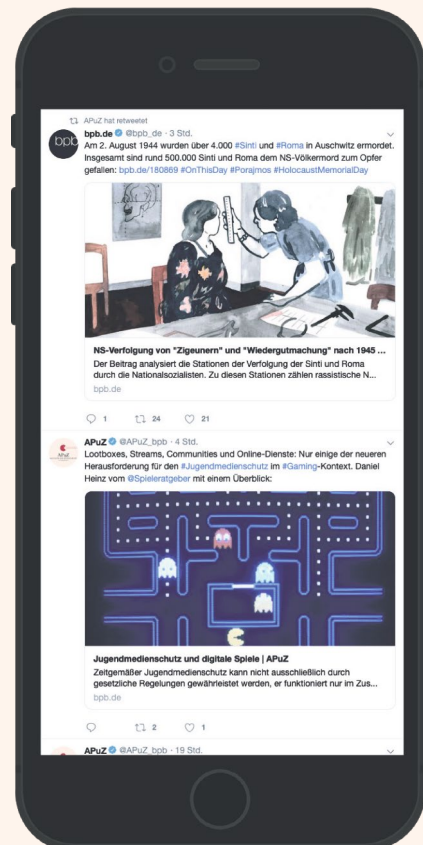 APuZ hat retweetet
bpb
bpb.de @bpb_de · 3 Std.
Am 2. August 1944 wurden über 4.000 #Sinti und #Roma in Auschwitz ermordet.
Insgesamt sind rund 500.000 Sinti und Roma dem NS-Völkermord zum Opfer
gefallen: bpb.de/180869 #OnThisDay #Porajmos #HolocaustMemorialDay
NS-Verfolgung von "Zigeunern" und "Wiedergutmachung" nach 1945 ...
Der Beitrag analysiert die Stationen der Verfolgung der Sinti und Roma
durch die Nationalsozialisten. Zu diesen Stationen zählen rassistische N...
bpb.de
1 24 21
APuZ @APuZ_bpb · 4 Std.
APuZ
Lootboxes, Streams, Communities und Online-Dienste: Nur einige der neueren
Herausforderung für den #Jugendmedienschutz im #Gaming-Kontext. Daniel
Heinz vom @Spieleratgeber mit einem Überblick:
Jugendmedienschutz und digitale Spiele | APuZ
Zeitgemäßer Jugendmedienschutz kann nicht ausschließlich durch
gesetzliche Regelungen gewährleistet werden, er funktioniert nur im Zus...
bpb.de
2 1
APuZ @APuZ_bpb · 19 Std.